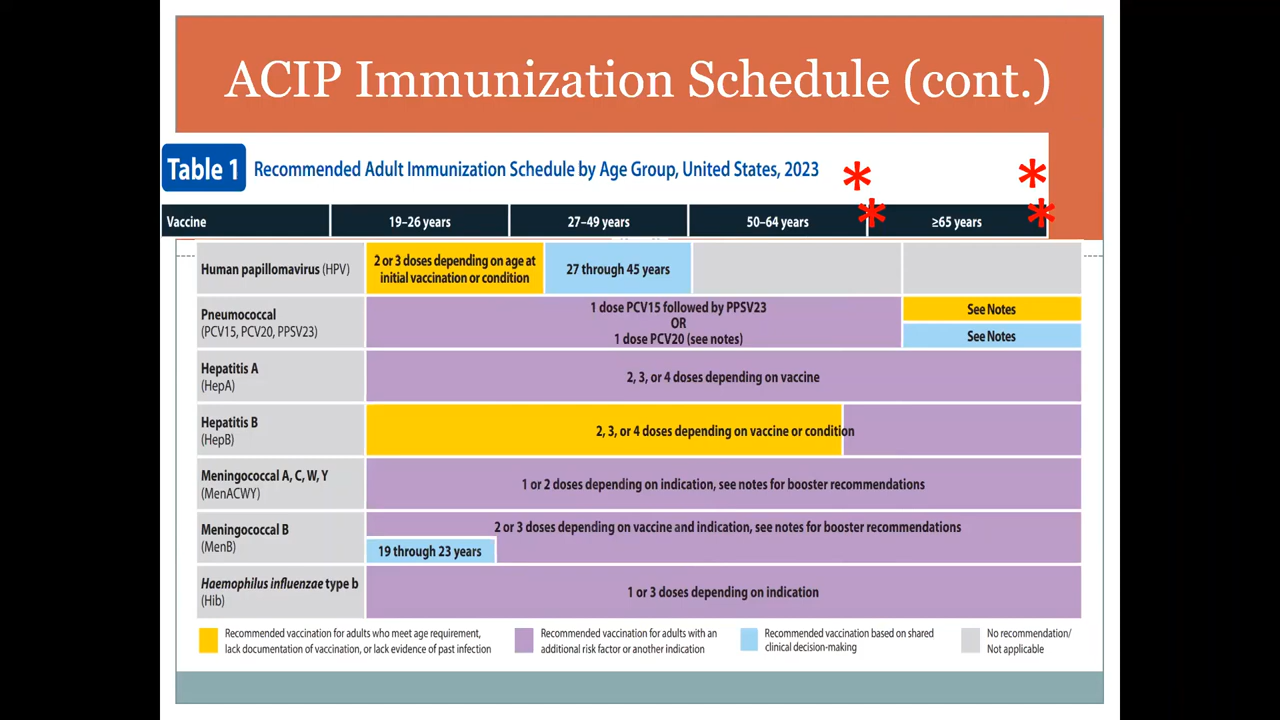 ACIP Immunization Schedule (cont.)
Table 1 Recommended Adult Immunization Schedule by Age Group, United States, 2023
* *
Vaccine 19–26 years 27–49 years 50–64 years * ≥65 years *
Human papillomavirus (HPV) 2 or 3 doses depending on age at
initial vaccination or condition 27 through 45 years
Pneumococcal
(PCV15, PCV20, PPSV23)
1 dose PCV15 followed by PPSV23
OR
1 dose PCV20 (see notes)
See Notes
See Notes
Hepatitis A
(HepA)
2, 3, or 4 doses depending on vaccine
Hepatitis B
(HepB)
2, 3, or 4 doses depending on vaccine or condition
Meningococcal A, C, W, Y
(MenACWY)
1 or 2 doses depending on indication, see notes for booster recommendations
Meningococcal B
(MenB)
2 or 3 doses depending on vaccine and indication, see notes for booster recommendations
19 through 23 years
Haemophilus influenzae type b
(Hib)
1 or 3 doses depending on indication
Recommended vaccination for adults who meet age requirement,
lack documentation of vaccination, or lack evidence of past infection
Recommended vaccination for adults with an
additional risk factor or another indication
Recommended vaccination based on shared
clinical decision-making
No recommendation/
Not applicable